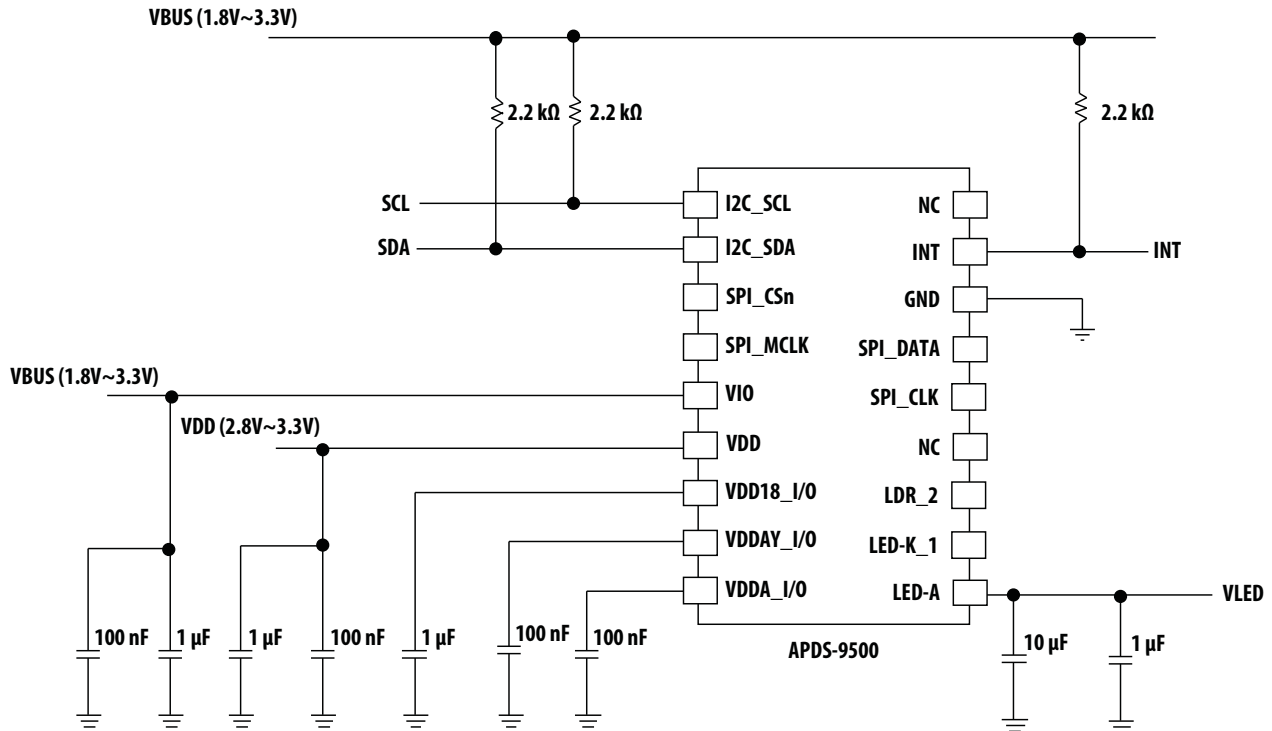 VBUS (1.8V~3.3V)
2.2 kΩ
2.2 kΩ
2.2 kΩ
SCL
I2C_SCL
NC
SDA
I2C_SDA
INT
INT
SPI_CSn
GND
SPI_MCLK
SPI_DATA
VBUS (1.8V~3.3V)
VIO
SPI_CLK
VDD (2.8V~3.3V)
VDD
NC
VDD18_I/O
LDR_2
VDDAY_I/O
LED-K_1
VDDA_I/O
LED-A
VLED
100 nF
1 μF
1 μF
100 nF
1 μF
100 nF
100 nF
APDS-9500
10 μF
1 μF